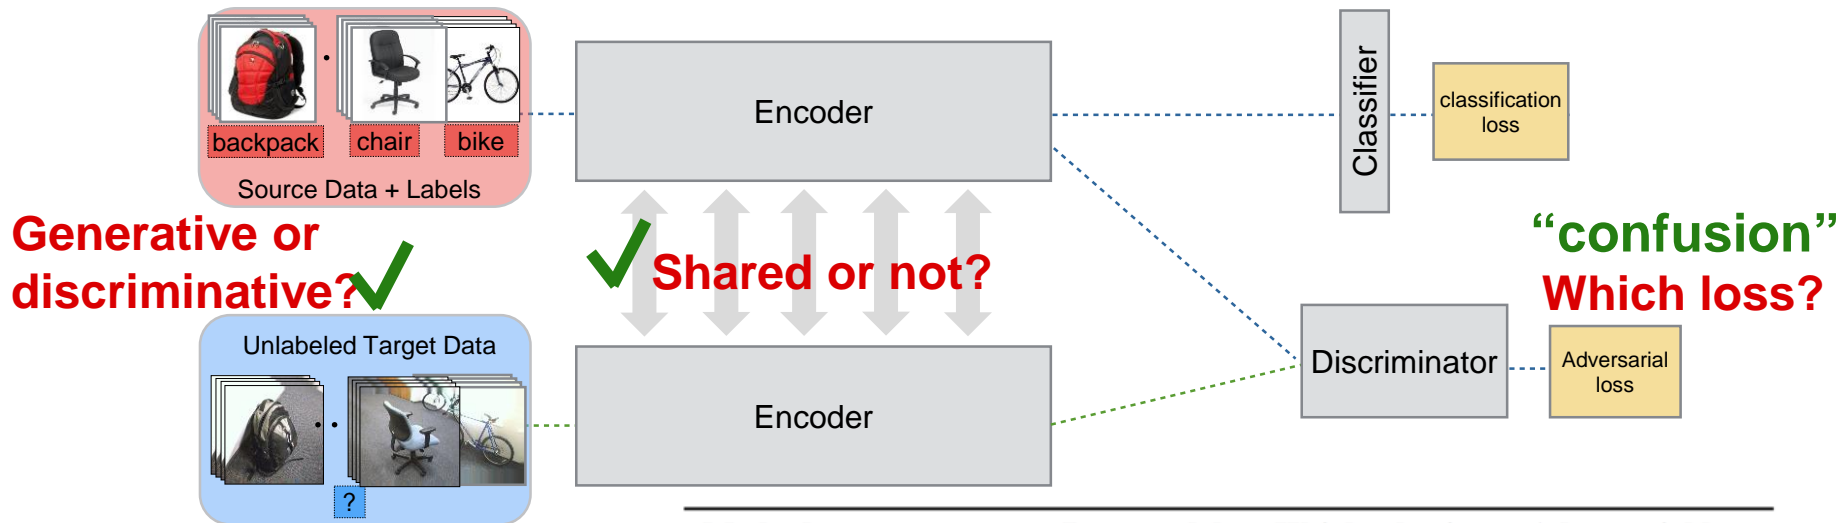 backpack
chair
bike
Source Data + Labels
Encoder
Classifier
classification
loss
Generative or
discriminative?
Shared or not?
“confusion”
Which loss?
Unlabeled Target Data
?
Encoder
Discriminator
Adversarial
loss